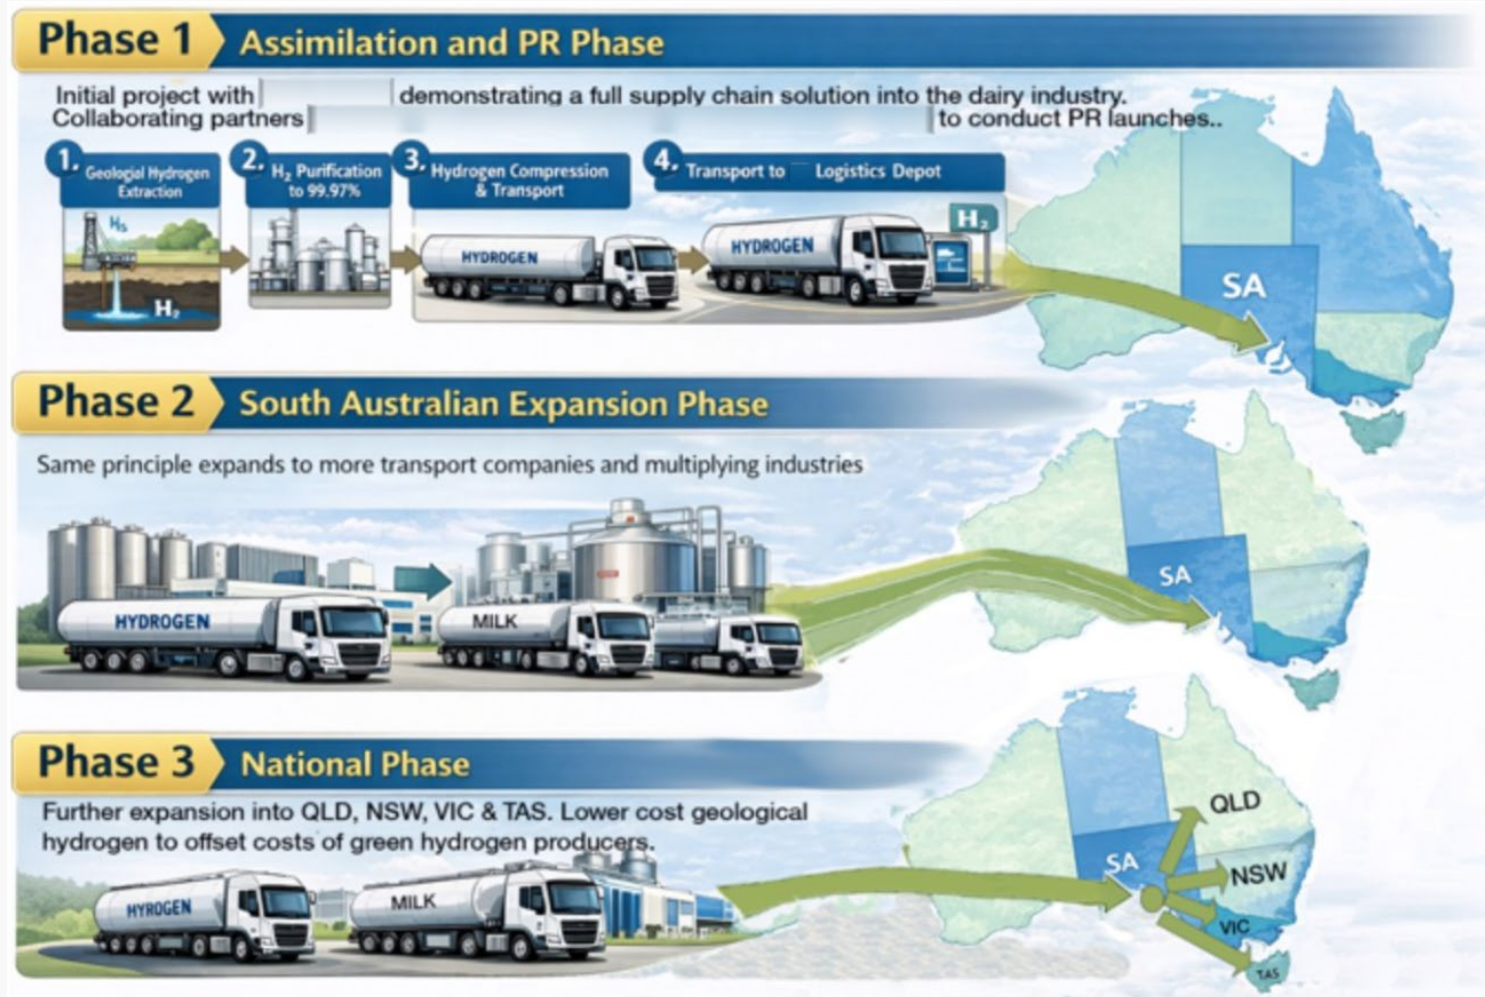 Phase 1
Assimilation and PR Phase
Initial project with demonstrating a full supply chain solution into the dairy industry.
Collaborating partners to conduct PR launches..
1. Geologial Hydrogen
Extraction
2. H₂ Purification
to 99.97%
3. Hydrogen Compression
& Transport
4. Transport to Logistics Depot
H₅
H₂
HYDROGEN
HYDROGEN
H₂
SA
Phase 2
South Australian Expansion Phase
Same principle expands to more transport companies and multiplying industries
HYDROGEN
MILK
SA
Phase 3
National Phase
Further expansion into QLD, NSW, VIC & TAS. Lower cost geological
hydrogen to offset costs of green hydrogen producers.
HYROGEN
MILK
SA
QLD
NSW
VIC
TAS